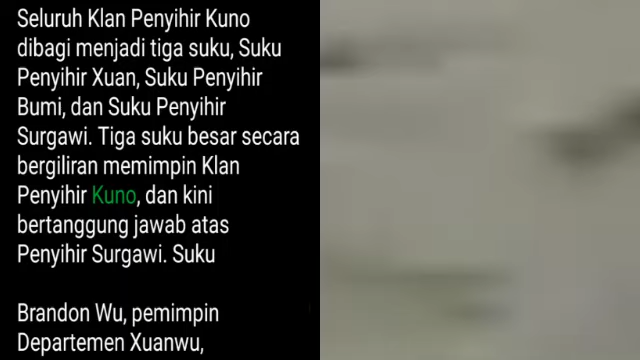 Seluruh Klan Penyihir Kuno
dibagi menjadi tiga suku, Suku
Penyihir Xuan, Suku Penyihir
Bumi, dan Suku Penyihir
Surgawi. Tiga suku besar secara
bergiliran memimpin Klan
Penyihir Kuno, dan kini
bertanggung jawab atas
Penyihir Surgawi. Suku
Brandon Wu, pemimpin
Departemen Xuanwu,